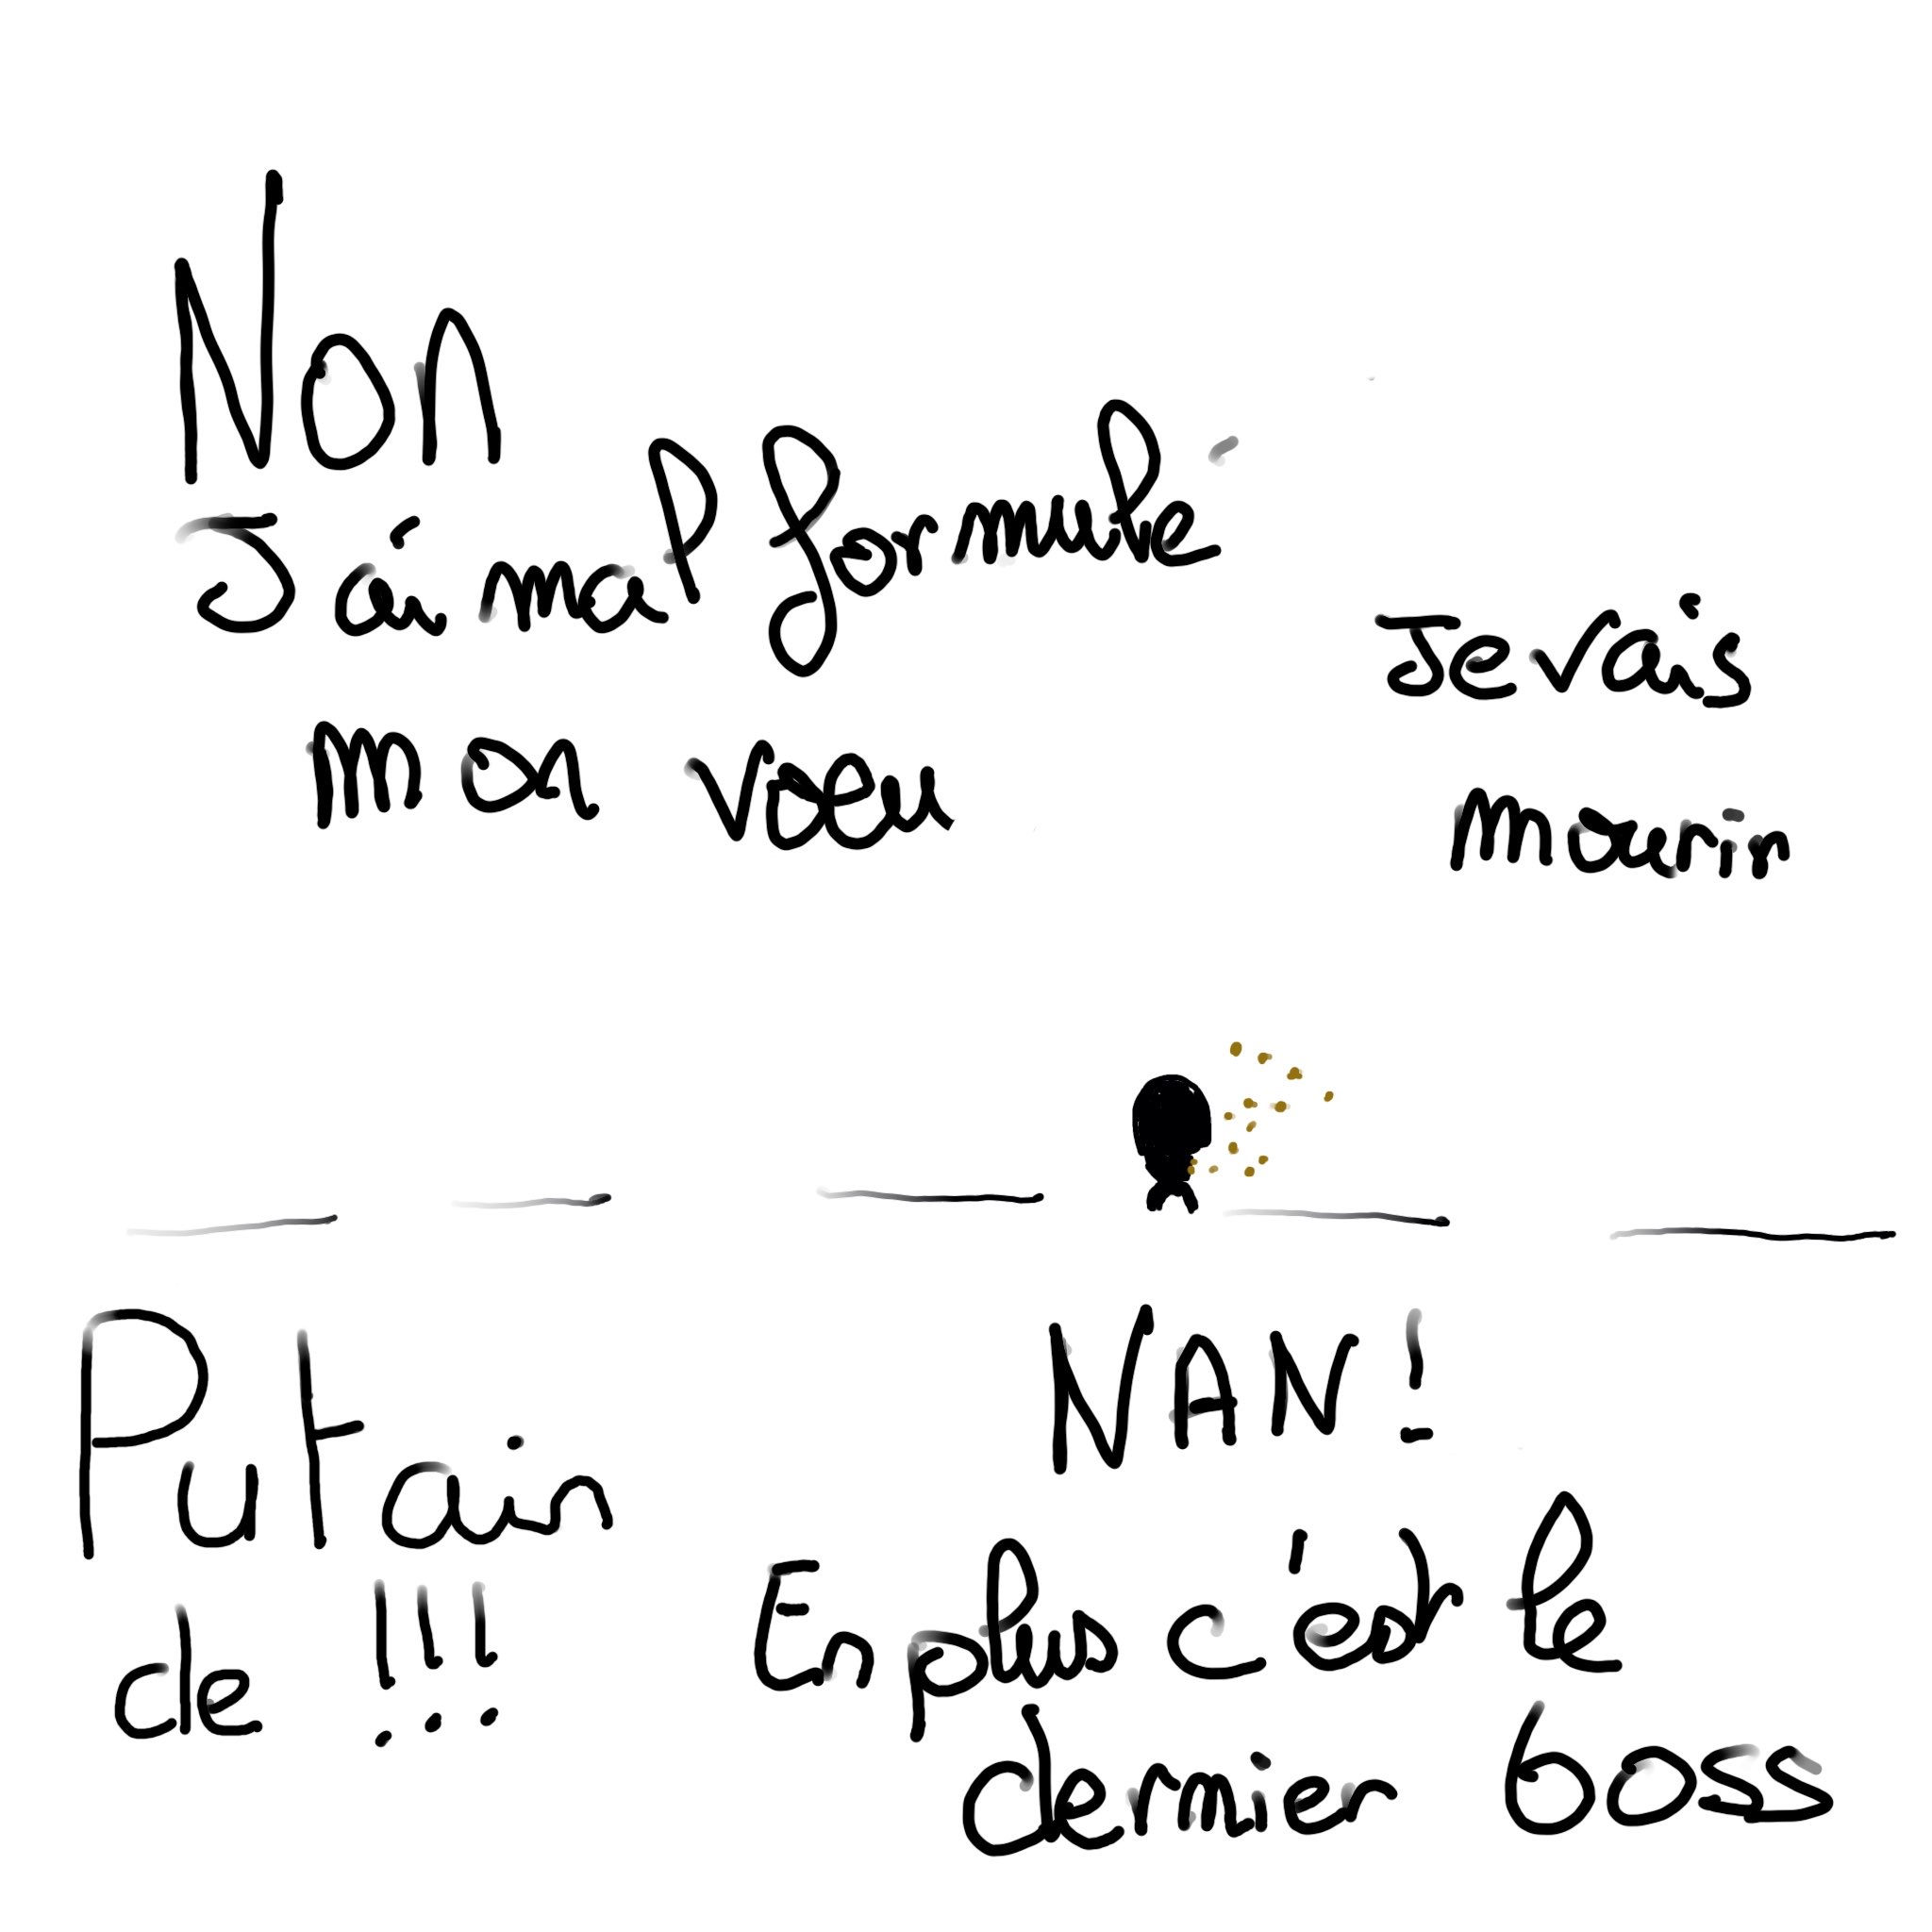 Non
J'ai mal formulé
mon voeu
Je vais
mourir
Putain
de !!!
NAN!
En plus c'est le
dernier boss